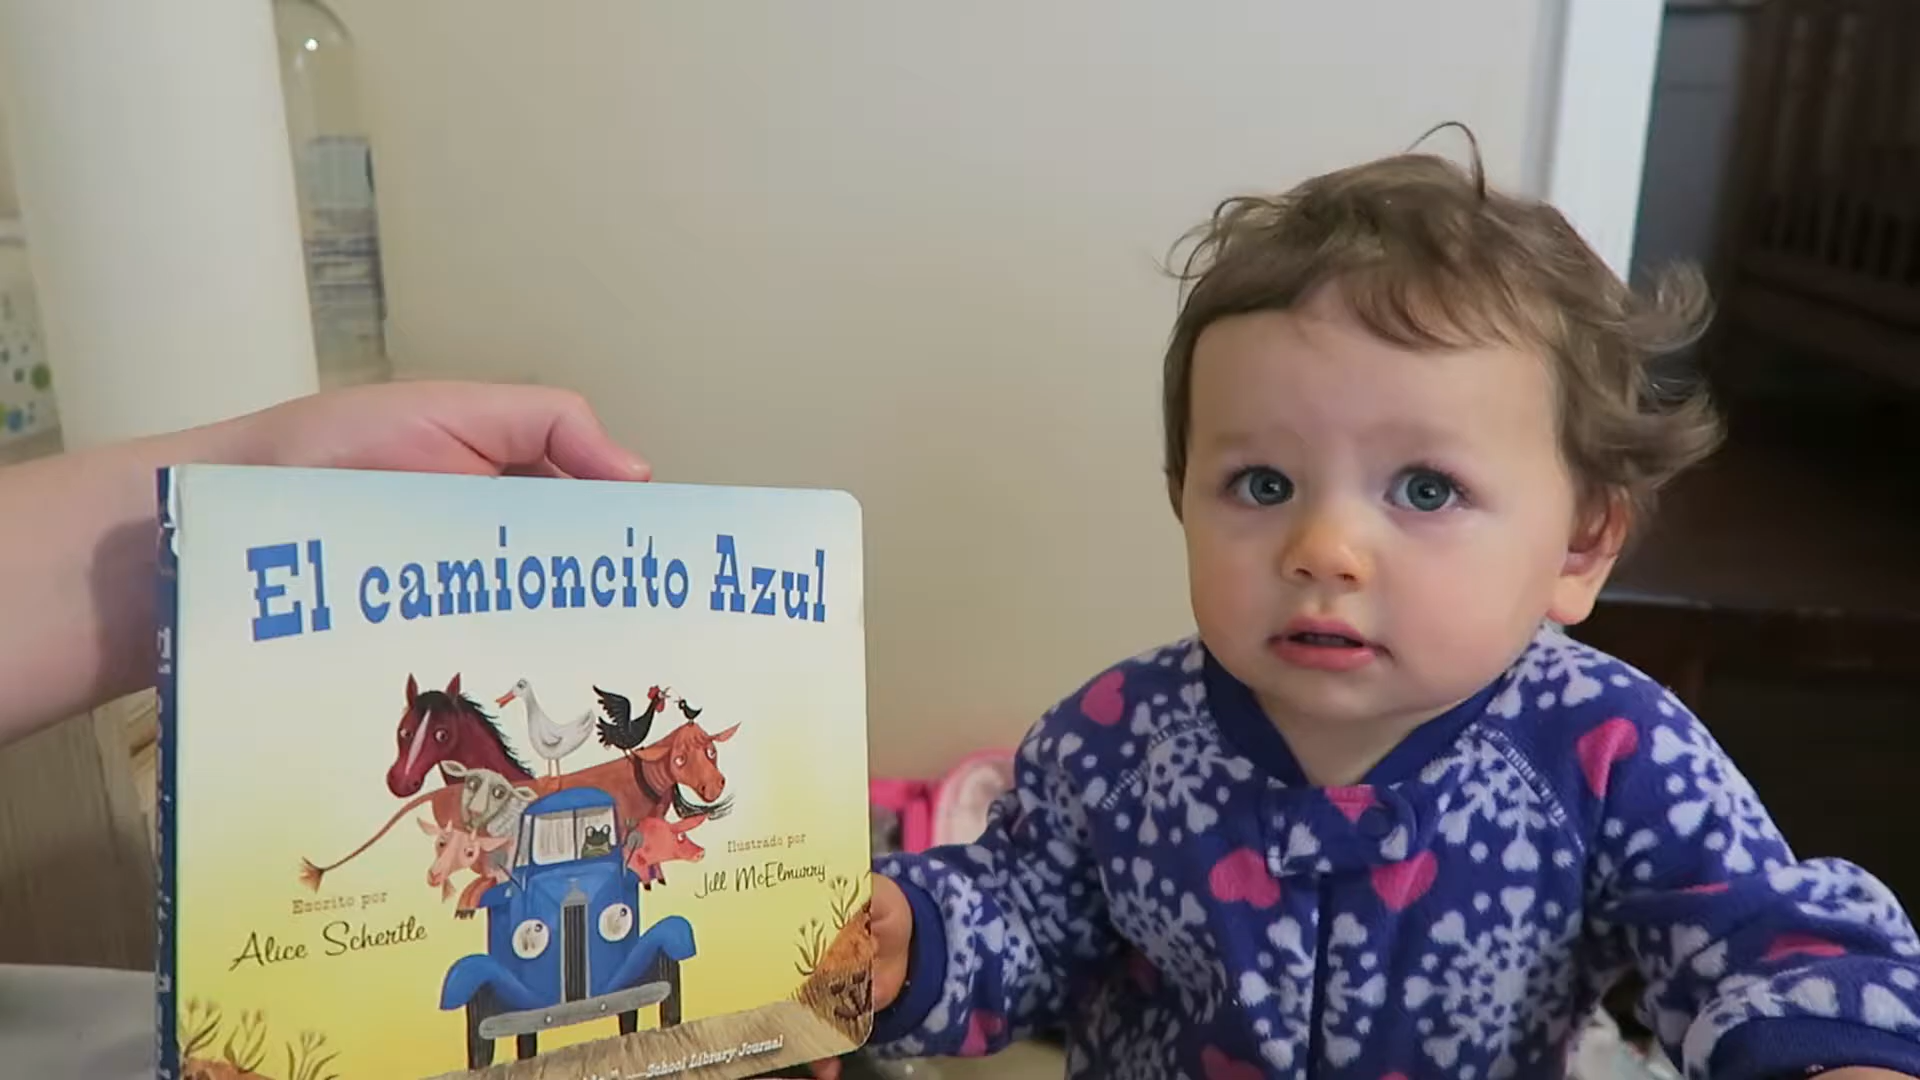 El camioncito Azul
Ilustrado por
Jill McElmurry
Escrito por
Alice Schertle
—School Library Journal